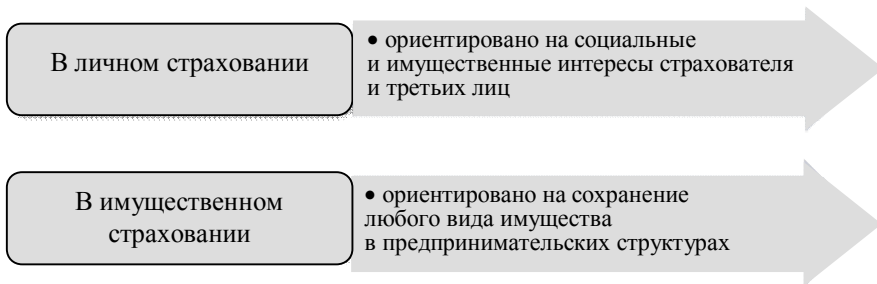 В личном страховании
• ориентировано на социальные
и имущественные интересы страхователя
и третьих лиц
В имущественном
страховании
• ориентировано на сохранение
любого вида имущества
в предпринимательских структурах